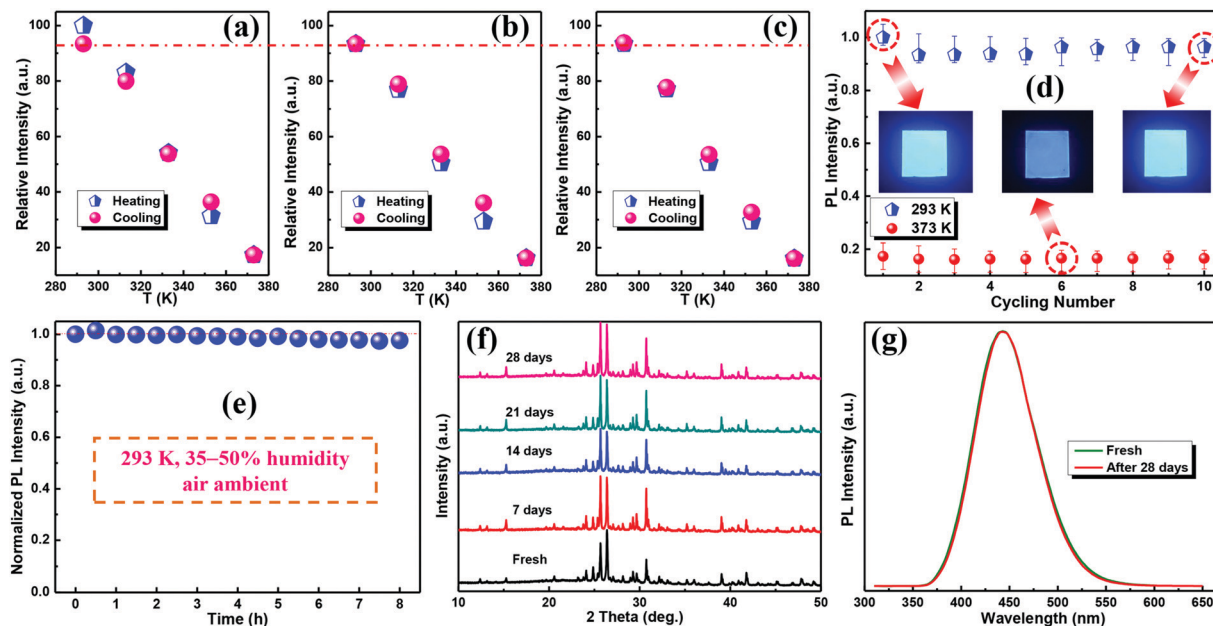 (a)
Relative Intensity (a.u.)
100
80
60
40
20
Heating
Cooling
280 300 320 340 360 380
T (K)
(b)
Relative Intensity (a.u.)
100
80
60
40
20
Heating
Cooling
280 300 320 340 360 380
T (K)
(c)
Relative Intensity (a.u.)
100
80
60
40
20
Heating
Cooling
280 300 320 340 360 380
T (K)
(d)
PL Intensity (a.u.)
1.0
0.8
0.6
0.4
0.2
293 K
373 K
2 4 6 8 10
Cycling Number
(e)
Normalized PL Intensity (a.u.)
1.0
0.8
0.6
0.4
0.2
0.0
293 K, 35–50% humidity
air ambient
0 1 2 3 4 5 6 7 8
Time (h)
(f)
Intensity (a.u.)
28 days
21 days
14 days
7 days
Fresh
10 20 30 40 50
2 Theta (deg.)
(g)
PL Intensity (a.u.)
Fresh
After 28 days
300 350 400 450 500 550 600 650
Wavelength (nm)